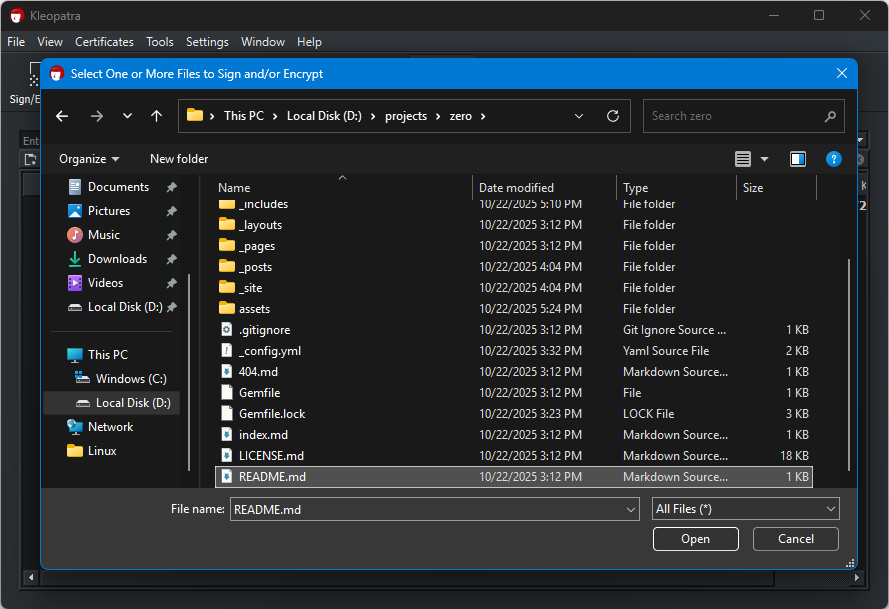 Kleopatra
File View Certificates Tools Settings Window Help
Sign/E
Select One or More Files to Sign and/or Encrypt
This PC Local Disk (D:) projects zero
Search zero
Organize New folder
Name Date modified Type Size
Documents
Pictures
Music
Downloads
Videos
Local Disk (D:)
This PC
Windows (C:)
Local Disk (D:)
Network
Linux
_includes 10/22/2025 5:10 PM File folder
_layouts 10/22/2025 3:12 PM File folder
_pages 10/22/2025 3:12 PM File folder
_posts 10/22/2025 4:04 PM File folder
_site 10/22/2025 4:04 PM File folder
assets 10/22/2025 5:24 PM File folder
.gitignore 10/22/2025 3:12 PM Git Ignore Source ... 1 KB
_config.yml 10/22/2025 3:32 PM Yaml Source File 2 KB
404.md 10/22/2025 3:12 PM Markdown Source... 1 KB
Gemfile 10/22/2025 3:12 PM File 1 KB
Gemfile.lock 10/22/2025 3:23 PM LOCK File 3 KB
index.md 10/22/2025 3:12 PM Markdown Source... 1 KB
LICENSE.md 10/22/2025 3:12 PM Markdown Source... 18 KB
README.md 10/22/2025 3:12 PM Markdown Source... 1 KB
File name: README.md All Files (*)
Open Cancel